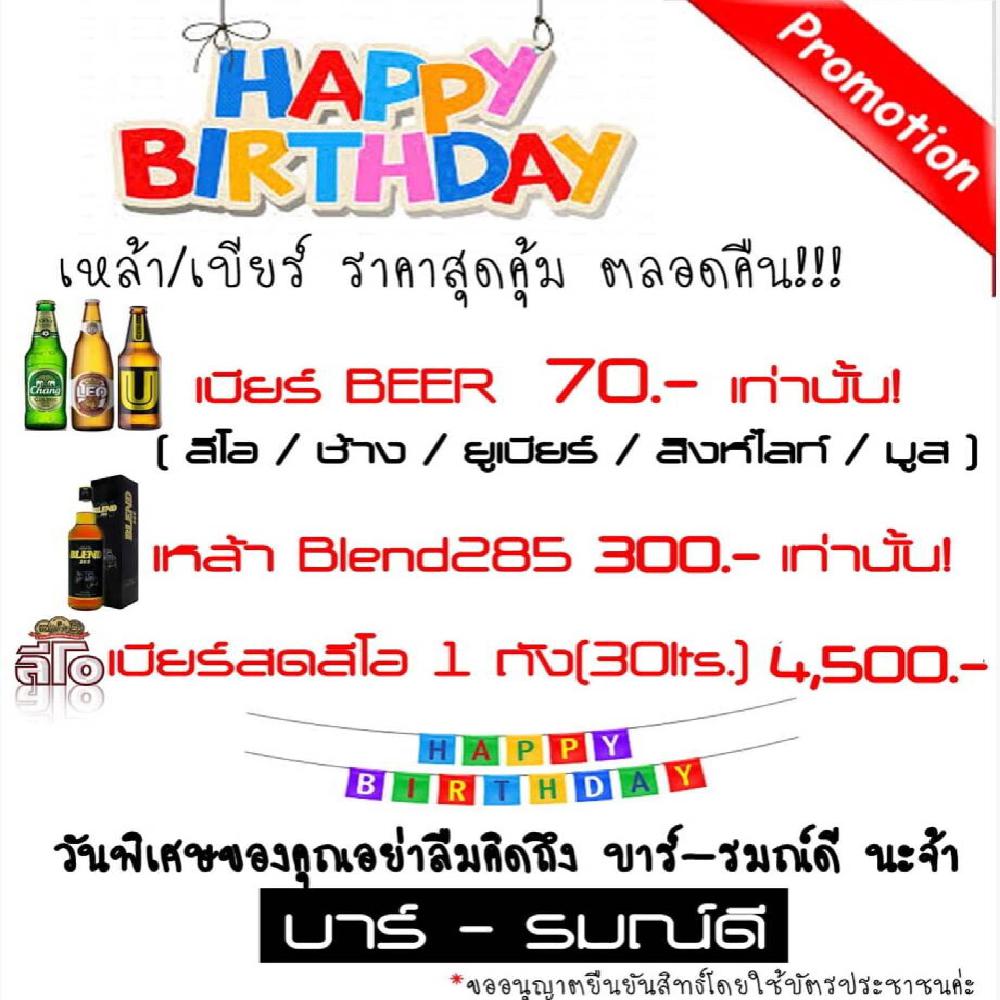 Promotion
HAPPY
BIRTHDAY
เหล้า/เบียร์ ราคาสุดคุ้ม ตลอดคืน!!!
Chang
LEO
U
เบียร์ BEER 70.- เท่านั้น!
( ลีโอ / ช้าง / ยูเบียร์ / สิงห์ไลท์ / มูส )
BLEND
285
เหล้า Blend285 300.- เท่านั้น!
ลีโอ
เบียร์สดลีโอ 1 ถัง(30lts.) 4,500.-
HAPPY
BIRTHDAY
วันพิเศษของคุณอย่าลืมคิดถึง บาร์-รมณ์ดี นะจ้า
บาร์ - รมณ์ดี
*ขออนุญาตยืนยันสิทธิ์โดยใช้บัตรประชาชนค่ะ